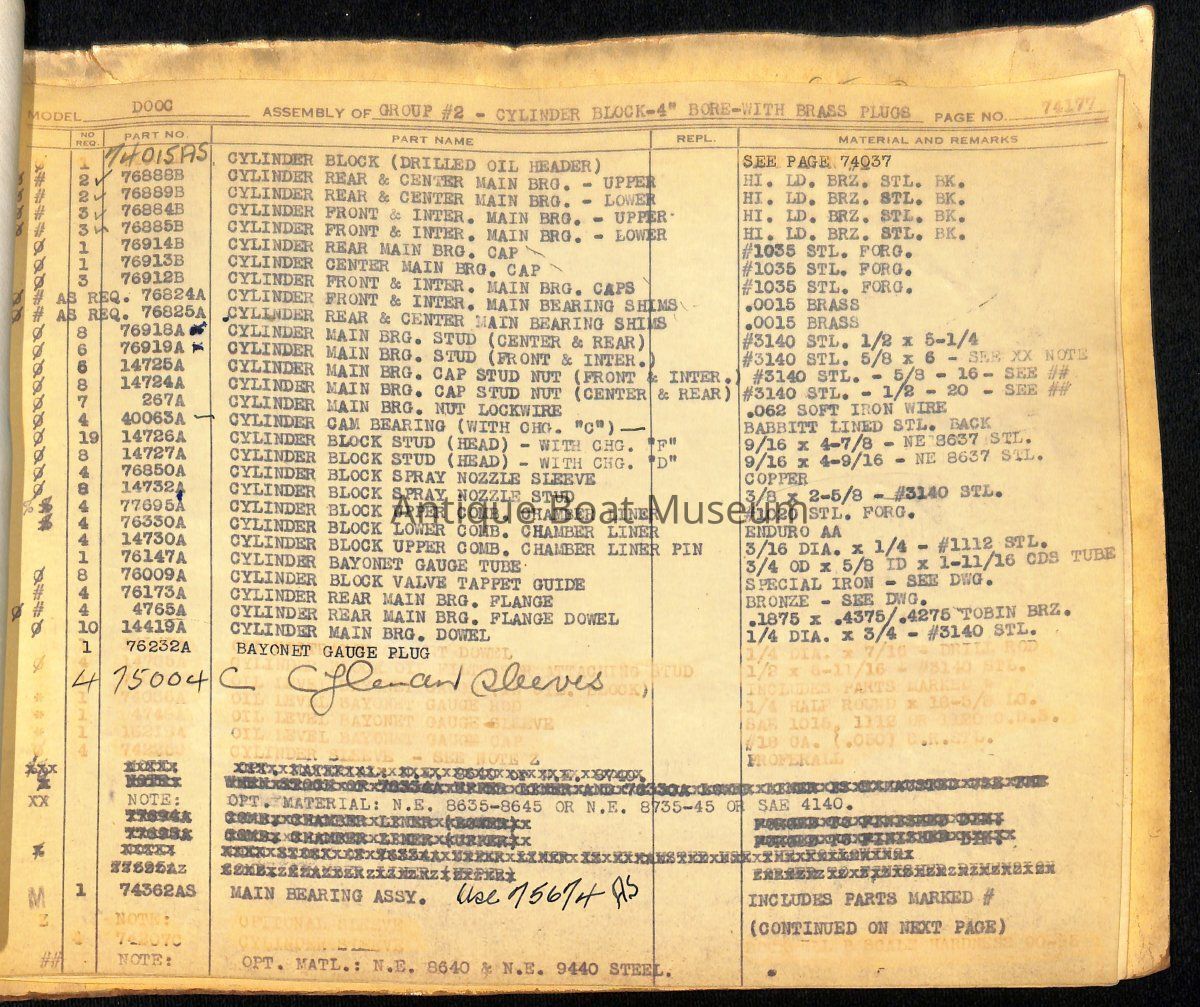 MODEL DOOC ASSEMBLY OF GROUP #2 - CYLINDER BLOCK-4" BORE-WITH BRASS PLUGS PAGE NO. 74177
NO REQ. PART NO. PART NAME REPL. MATERIAL AND REMARKS
1 74015AS CYLINDER BLOCK (DRILLED OIL HEADER) SEE PAGE 74037
# 2 ✓ 76888B CYLINDER REAR & CENTER MAIN BRG. - UPPER HI. LD. BRZ. STL. BK.
# 2 ✓ 76889B CYLINDER REAR & CENTER MAIN BRG. - LOWER HI. LD. BRZ. STL. BK.
# 3 ✓ 76884B CYLINDER FRONT & INTER. MAIN BRG. - UPPER HI. LD. BRZ. STL. BK.
# 3 ✓ 76885B CYLINDER FRONT & INTER. MAIN BRG. - LOWER HI. LD. BRZ. STL. BK.
Ø 1 76914B CYLINDER REAR MAIN BRG. CAP #1035 STL. FORG.
Ø 1 76913B CYLINDER CENTER MAIN BRG. CAP #1035 STL. FORG.
Ø 3 76912B CYLINDER FRONT & INTER. MAIN BRG. CAPS #1035 STL. FORG.
Ø # AS REQ. 76824A CYLINDER FRONT & INTER. MAIN BEARING SHIMS .0015 BRASS
Ø # AS REQ. 76825A CYLINDER REAR & CENTER MAIN BEARING SHIMS .0015 BRASS
Ø 8 76918A CYLINDER MAIN BRG. STUD (CENTER & REAR) #3140 STL. 1/2 x 5-1/4
Ø 6 76919A CYLINDER MAIN BRG. STUD (FRONT & INTER.) #3140 STL. 5/8 x 6 - SEE XX NOTE
Ø 6 14725A CYLINDER MAIN BRG. CAP STUD NUT (FRONT & INTER.) #3140 STL. - 5/8 - 16 - SEE ##
Ø 8 14724A CYLINDER MAIN BRG. CAP STUD NUT (CENTER & REAR) #3140 STL. - 1/2 - 20 - SEE ##
Ø 7 267A CYLINDER MAIN BRG. NUT LOCKWIRE .062 SOFT IRON WIRE
Ø 4 40063A CYLINDER CAM BEARING (WITH CHG. "C") BABBITT LINED STL. BACK
Ø 19 14726A CYLINDER BLOCK STUD (HEAD) - WITH CHG. "F" 9/16 x 4-7/8 - NE 8637 STL.
Ø 8 14727A CYLINDER BLOCK STUD (HEAD) - WITH CHG. "D" 9/16 x 4-9/16 - NE 8637 STL.
Ø 4 76850A CYLINDER BLOCK SPRAY NOZZLE SLEEVE COPPER
Ø 8 14732A CYLINDER BLOCK SPRAY NOZZLE STUD 3/8 x 2-5/8 - #3140 STL.
4 77695A CYLINDER BLOCK UPPER COMB. CHAMBER LINER #1020 STL. FORG.
4 76330A CYLINDER BLOCK LOWER COMB. CHAMBER LINER ENDURO AA
4 14730A CYLINDER BLOCK UPPER COMB. CHAMBER LINER PIN 3/16 DIA. x 1/4 - #1112 STL.
1 76147A CYLINDER BAYONET GAUGE TUBE 3/4 OD x 5/8 ID x 1-11/16 CDS TUBE
Ø 8 76009A CYLINDER BLOCK VALVE TAPPET GUIDE SPECIAL IRON - SEE DWG.
# 4 76173A CYLINDER REAR MAIN BRG. FLANGE BRONZE - SEE DWG.
Ø # 4 4765A CYLINDER REAR MAIN BRG. FLANGE DOWEL .1875 x .4375/.4275 TOBIN BRZ.
Ø 10 14419A CYLINDER MAIN BRG. DOWEL 1/4 DIA. x 3/4 - #3140 STL.
1 76232A BAYONET GAUGE PLUG
4 75004 C Cylendar sleeves
XX NOTE: OPT. MATERIAL: N.E. 8635-8645 OR N.E. 8735-45 OR SAE 4140.
M 1 74362AS MAIN BEARING ASSY. Use 75674 AS INCLUDES PARTS MARKED #
(CONTINUED ON NEXT PAGE)
## NOTE: OPT. MATL.: N.E. 8640 & N.E. 9440 STEEL.
Antique Boat Museum